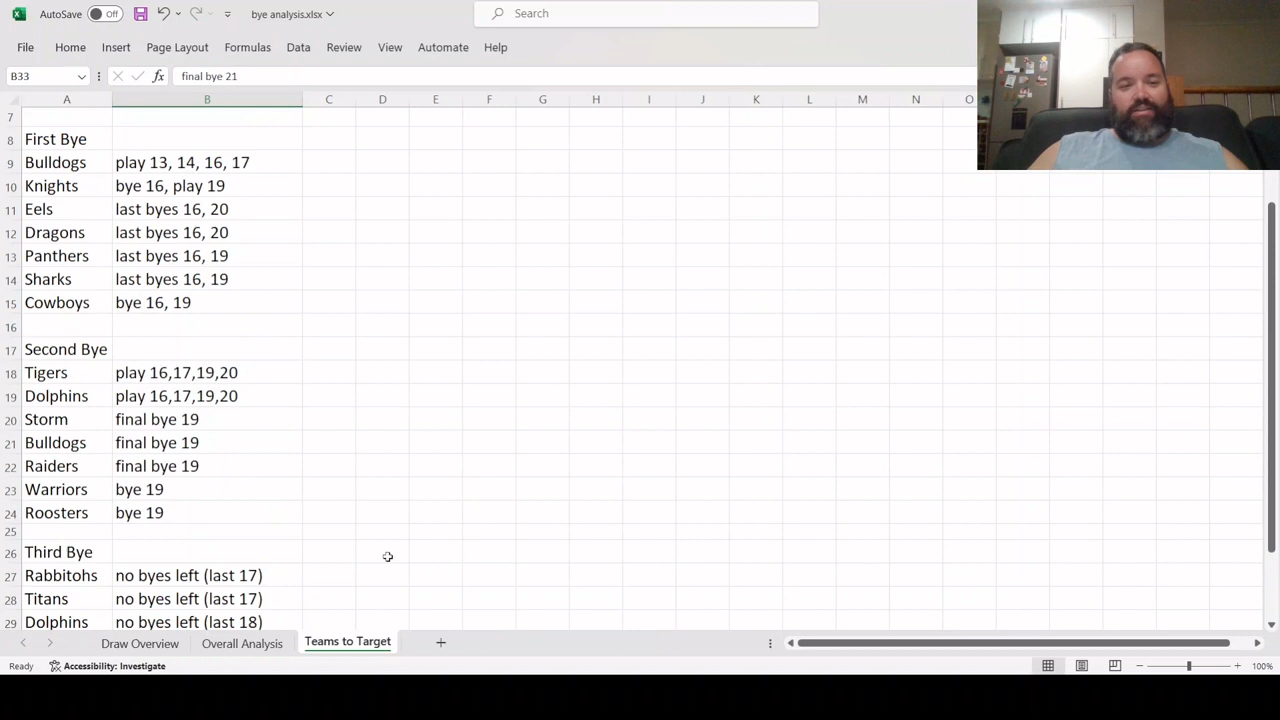 AutoSave Off bye analysis.xlsx Search
File Home Insert Page Layout Formulas Data Review View Automate Help
B33 fx final bye 21
A B C D E F G H I J K L M N O
7
8 First Bye
9 Bulldogs play 13, 14, 16, 17
10 Knights bye 16, play 19
11 Eels last byes 16, 20
12 Dragons last byes 16, 20
13 Panthers last byes 16, 19
14 Sharks last byes 16, 19
15 Cowboys bye 16, 19
16
17 Second Bye
18 Tigers play 16,17,19,20
19 Dolphins play 16,17,19,20
20 Storm final bye 19
21 Bulldogs final bye 19
22 Raiders final bye 19
23 Warriors bye 19
24 Roosters bye 19
25
26 Third Bye
27 Rabbitohs no byes left (last 17)
28 Titans no byes left (last 17)
29 Dolphins no byes left (last 18)
Draw Overview Overall Analysis Teams to Target
Ready Accessibility: Investigate 100%